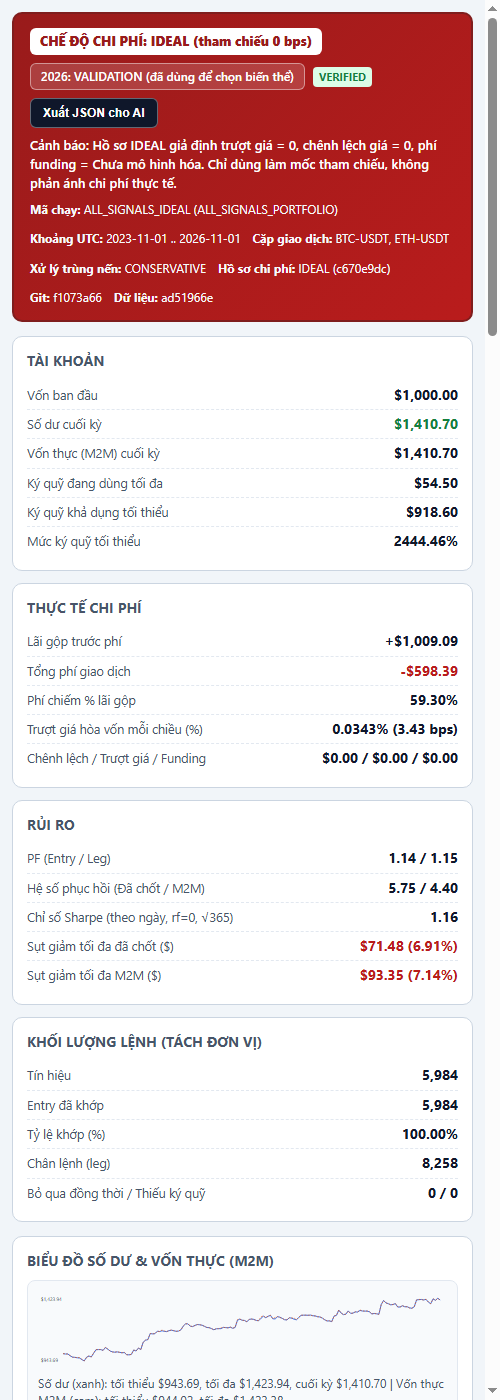 CHẾ ĐỘ CHI PHÍ: IDEAL (tham chiếu 0 bps)
2026: VALIDATION (đã dùng để chọn biến thể) VERIFIED
Xuất JSON cho AI
Cảnh báo: Hồ sơ IDEAL giả định trượt giá = 0, chênh lệch giá = 0, phí
funding = Chưa mô hình hóa. Chỉ dùng làm mốc tham chiếu, không
phản ánh chi phí thực tế.
Mã chạy: ALL_SIGNALS_IDEAL (ALL_SIGNALS_PORTFOLIO)
Khoảng UTC: 2023-11-01 .. 2026-11-01 Cặp giao dịch: BTC-USDT, ETH-USDT
Xử lý trùng nến: CONSERVATIVE Hồ sơ chi phí: IDEAL (c670e9dc)
Git: f1073a66 Dữ liệu: ad51966e
TÀI KHOẢN
Vốn ban đầu $1,000.00
Số dư cuối kỳ $1,410.70
Vốn thực (M2M) cuối kỳ $1,410.70
Ký quỹ đang dùng tối đa $54.50
Ký quỹ khả dụng tối thiểu $918.60
Mức ký quỹ tối thiểu 2444.46%
THỰC TẾ CHI PHÍ
Lãi gộp trước phí +$1,009.09
Tổng phí giao dịch -$598.39
Phí chiếm % lãi gộp 59.30%
Trượt giá hòa vốn mỗi chiều (%) 0.0343% (3.43 bps)
Chênh lệch / Trượt giá / Funding $0.00 / $0.00 / $0.00
RỦI RO
PF (Entry / Leg) 1.14 / 1.15
Hệ số phục hồi (Đã chốt / M2M) 5.75 / 4.40
Chỉ số Sharpe (theo ngày, rf=0, √365) 1.16
Sụt giảm tối đa đã chốt ($) $71.48 (6.91%)
Sụt giảm tối đa M2M ($) $93.35 (7.14%)
KHỐI LƯỢNG LỆNH (TÁCH ĐƠN VỊ)
Tín hiệu 5,984
Entry đã khớp 5,984
Tỷ lệ khớp (%) 100.00%
Chân lệnh (leg) 8,258
Bỏ qua đồng thời / Thiếu ký quỹ 0 / 0
BIỂU ĐỒ SỐ DƯ & VỐN THỰC (M2M)
$1,423.94
$943.69
Số dư (xanh): tối thiểu $943.69, tối đa $1,423.94, cuối kỳ $1,410.70 | Vốn thực